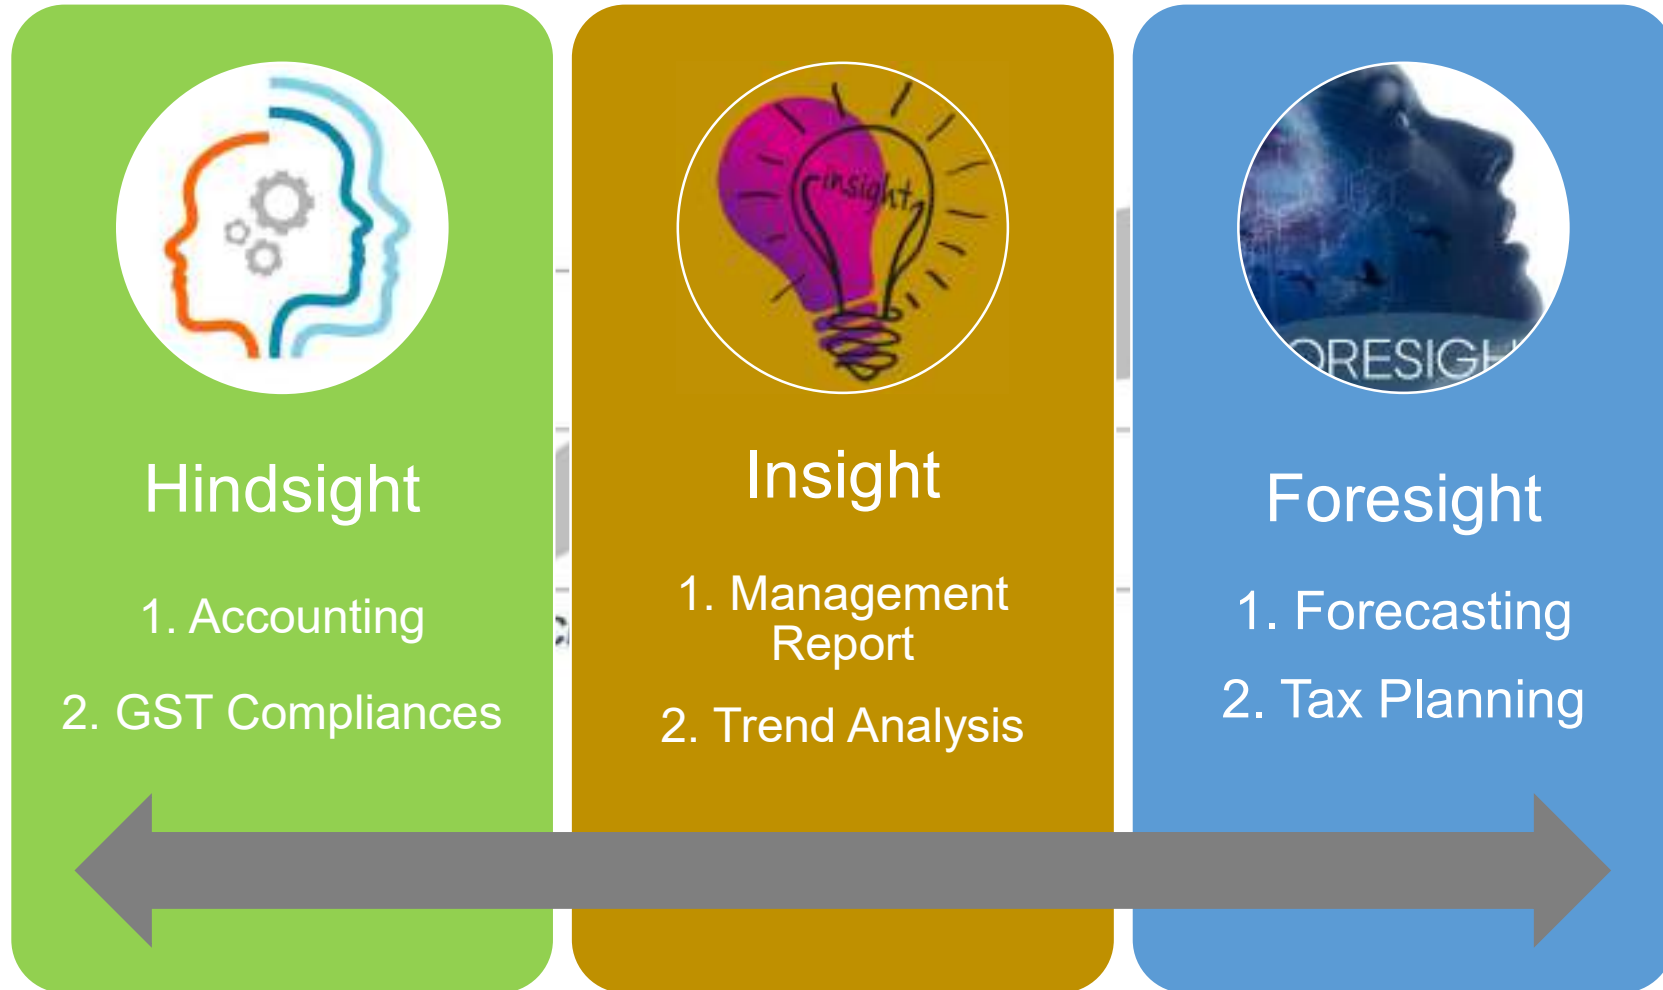 Hindsight
1. Accounting
2. GST Compliances
insight
Insight
1. Management
Report
2. Trend Analysis
ORESIGH
Foresight
1. Forecasting
2. Tax Planning